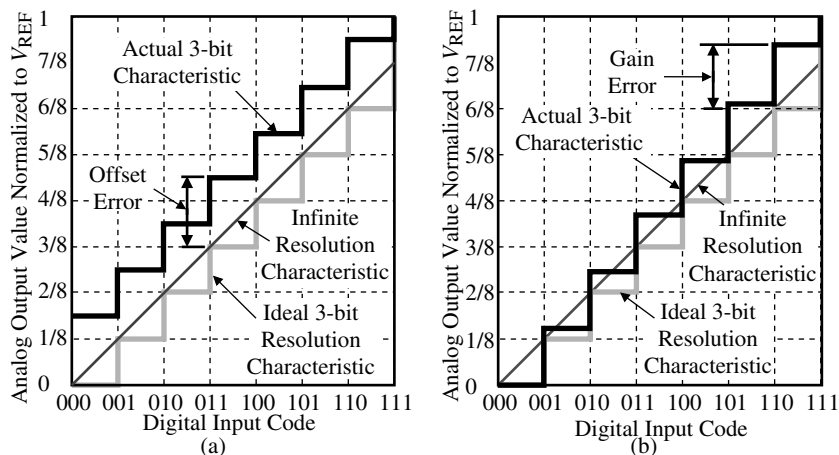 Analog Output Value Normalized to VREF
1
7/8
6/8
5/8
4/8
3/8
2/8
1/8
0
000 001 010 011 100 101 110 111
Digital Input Code
(a)
Actual 3-bit
Characteristic
Offset
Error
Infinite
Resolution
Characteristic
Ideal 3-bit
Resolution
Characteristic
Analog Output Value Normalized to VREF
1
7/8
6/8
5/8
4/8
3/8
2/8
1/8
0
000 001 010 011 100 101 110 111
Digital Input Code
(b)
Gain
Error
Actual 3-bit
Characteristic
Infinite
Resolution
Characteristic
Ideal 3-bit
Resolution
Characteristic